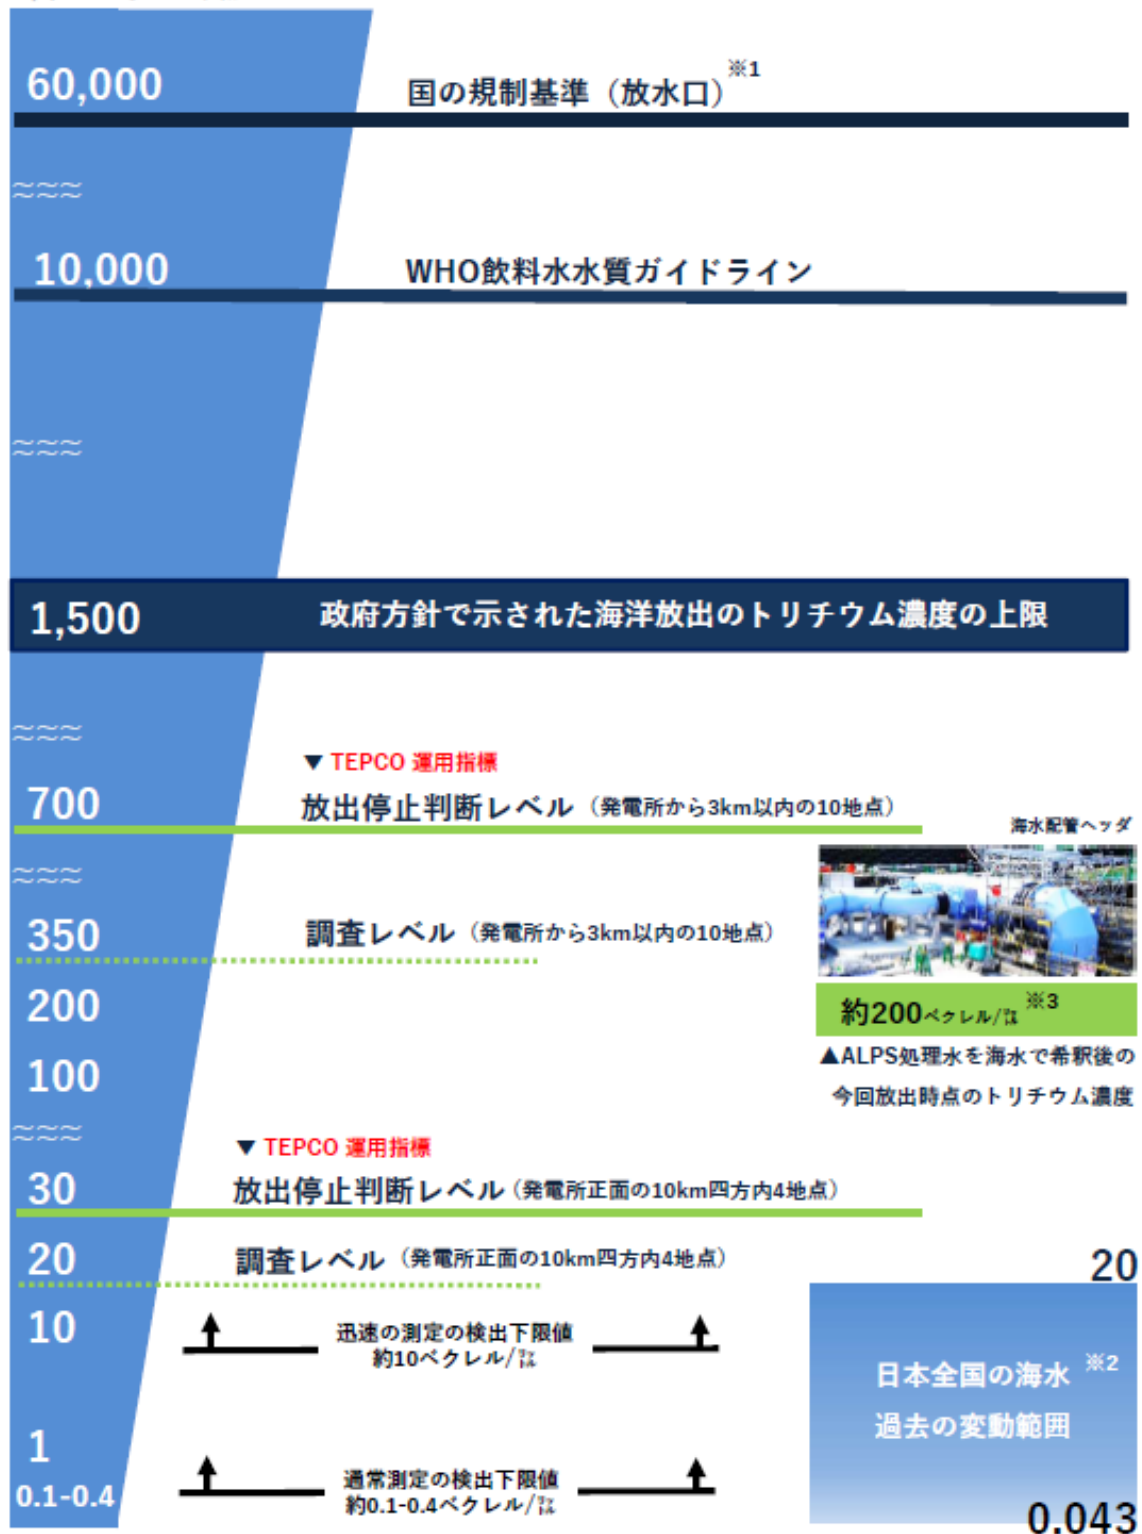 60,000
国の規制基準（放水口）※1
≈≈≈
10,000
WHO飲料水水質ガイドライン
≈≈≈
1,500
政府方針で示された海洋放出のトリチウム濃度の上限
≈≈≈
▼ TEPCO 運用指標
700
放出停止判断レベル（発電所から3km以内の10地点）
海水配管ヘッダ
≈≈≈
350
調査レベル（発電所から3km以内の10地点）
200
約200ベクレル/㍑※3
▲ALPS処理水を海水で希釈後の
今回放出時点のトリチウム濃度
100
≈≈≈
▼ TEPCO 運用指標
30
放出停止判断レベル（発電所正面の10km四方内4地点）
20
調査レベル（発電所正面の10km四方内4地点）
20
10
迅速の測定の検出下限値
約10ベクレル/㍑
日本全国の海水※2
過去の変動範囲
1
0.1-0.4
通常測定の検出下限値
約0.1-0.4ベクレル/㍑
0.043